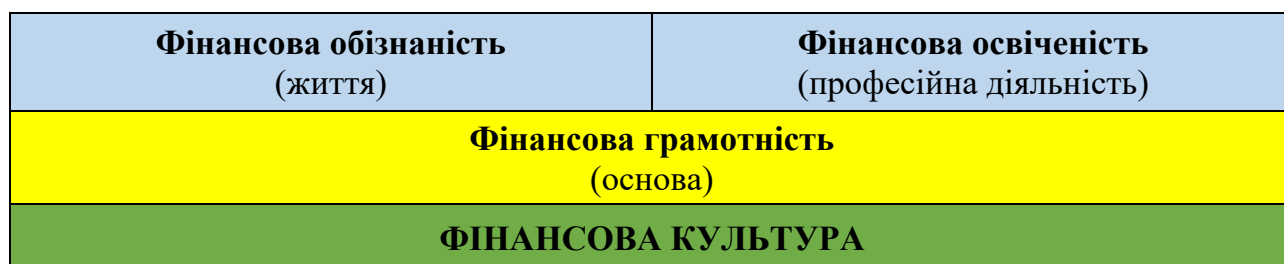 Фінансова обізнаність
(життя)
Фінансова освіченість
(професійна діяльність)
Фінансова грамотність
(основа)
ФІНАНСОВА КУЛЬТУРА